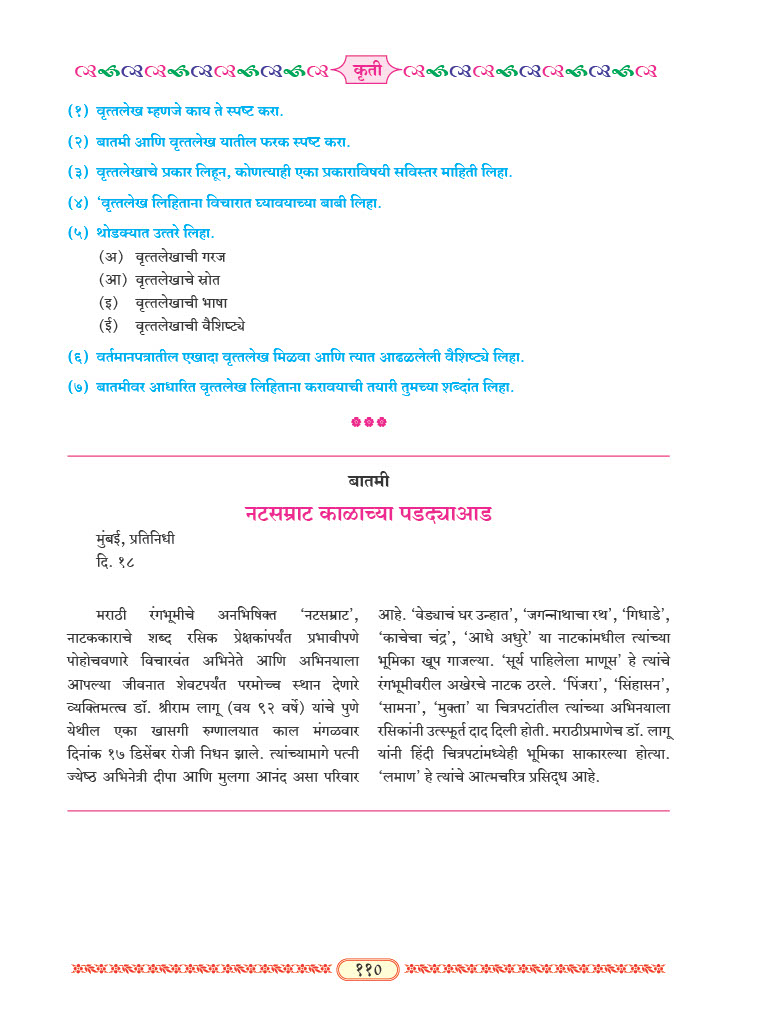 कृती
(१) वृत्तलेख म्हणजे काय ते स्पष्ट करा.
(२) बातमी आणि वृत्तलेख यातील फरक स्पष्ट करा.
(३) वृत्तलेखाचे प्रकार लिहून, कोणत्याही एका प्रकाराविषयी सविस्तर माहिती लिहा.
(४) ‘वृत्तलेख लिहिताना विचारात घ्यावयाच्या बाबी लिहा.
(५) थोडक्यात उत्तरे लिहा.
(अ) वृत्तलेखाची गरज
(आ) वृत्तलेखाचे स्रोत
(इ) वृत्तलेखाची भाषा
(ई) वृत्तलेखाची वैशिष्ट्ये
(६) वर्तमानपत्रातील एखादा वृत्तलेख मिळवा आणि त्यात आढळलेली वैशिष्ट्ये लिहा.
(७) बातमीवर आधारित वृत्तलेख लिहिताना करावयाची तयारी तुमच्या शब्दांत लिहा.
बातमी
नटसम्राट काळाच्या पडद्याआड
मुंबई, प्रतिनिधी
दि. १८
मराठी रंगभूमीचे अनभिषिक्त ‘नटसम्राट’,
नाटककाराचे शब्द रसिक प्रेक्षकांपर्यंत प्रभावीपणे
पोहोचवणारे विचारवंत अभिनेते आणि अभिनयाला
आपल्या जीवनात शेवटपर्यंत परमोच्च स्थान देणारे
व्यक्तिमत्त्व डॉ. श्रीराम लागू (वय ९२ वर्षे) यांचे पुणे
येथील एका खासगी रुग्णालयात काल मंगळवार
दिनांक १७ डिसेंबर रोजी निधन झाले. त्यांच्यामागे पत्नी
ज्येष्ठ अभिनेत्री दीपा आणि मुलगा आनंद असा परिवार
आहे. ‘वेड्याचं घर उन्हात’, ‘जगन्नाथाचा रथ’, ‘गिधाडे’,
‘काचेचा चंद्र’, ‘आधे अधुरे’ या नाटकांमधील त्यांच्या
भूमिका खूप गाजल्या. ‘सूर्य पाहिलेला माणूस’ हे त्यांचे
रंगभूमीवरील अखेरचे नाटक ठरले. ‘पिंजरा’, ‘सिंहासन’,
‘सामना’, ‘मुक्ता’ या चित्रपटांतील त्यांच्या अभिनयाला
रसिकांनी उत्स्फूर्त दाद दिली होती. मराठीप्रमाणेच डॉ. लागू
यांनी हिंदी चित्रपटांमध्येही भूमिका साकारल्या होत्या.
‘लमाण’ हे त्यांचे आत्मचरित्र प्रसिद्ध आहे.
११०